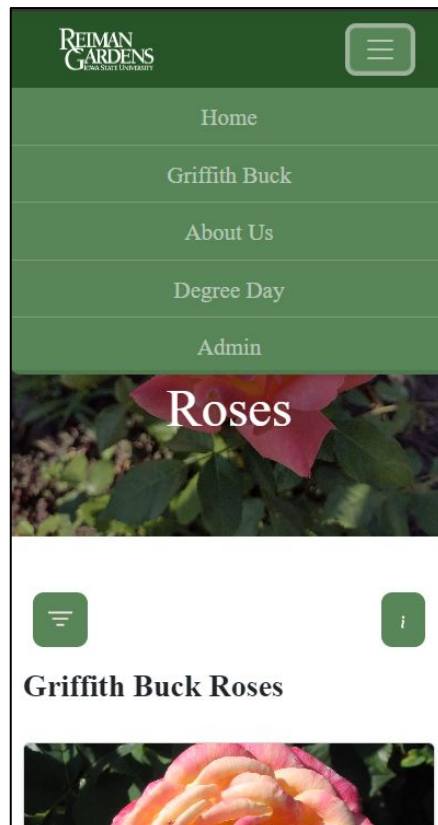 REIMAN
GARDENS
IOWA STATE UNIVERSITY
Home
Griffith Buck
About Us
Degree Day
Admin
Roses
i
Griffith Buck Roses